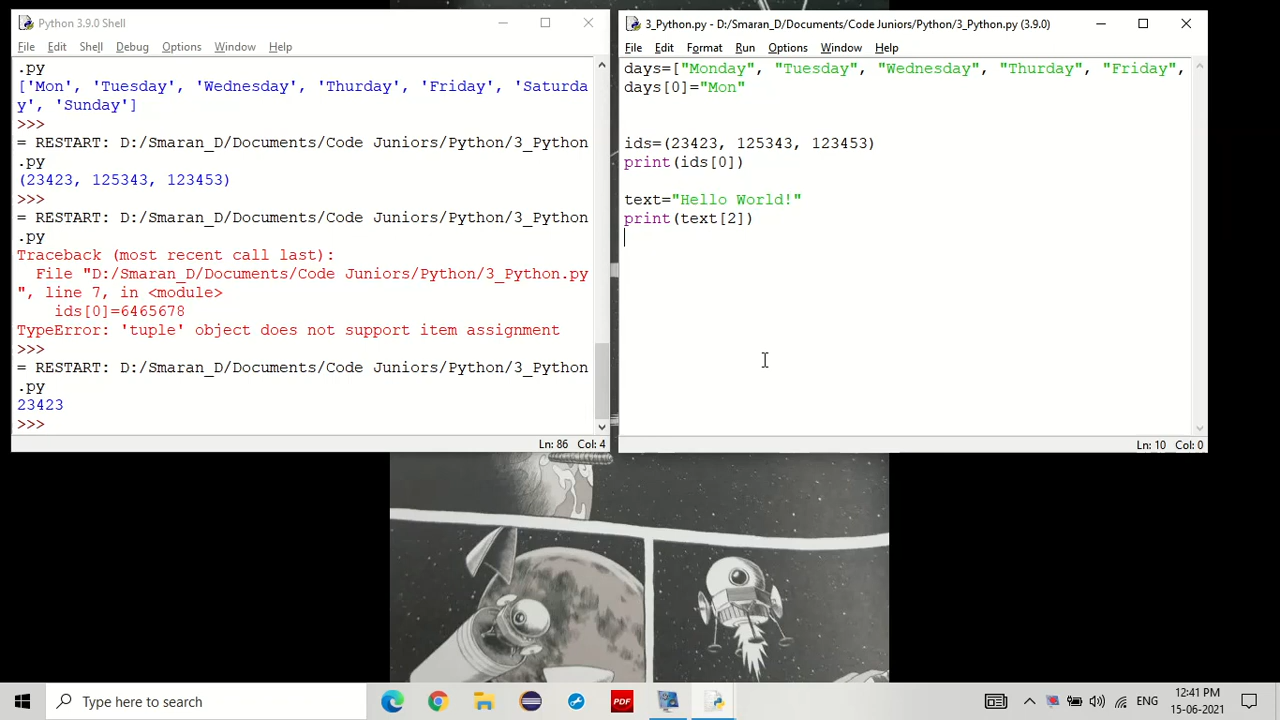 Python 3.9.0 Shell
File Edit Shell Debug Options Window Help
.py
['Mon', 'Tuesday', 'Wednesday', 'Thurday', 'Friday', 'Saturda
y', 'Sunday']
>>>
= RESTART: D:/Smaran_D/Documents/Code Juniors/Python/3_Python
.py
(23423, 125343, 123453)
>>>
= RESTART: D:/Smaran_D/Documents/Code Juniors/Python/3_Python
.py
Traceback (most recent call last):
  File "D:/Smaran_D/Documents/Code Juniors/Python/3_Python.py
", line 7, in <module>
    ids[0]=6465678
TypeError: 'tuple' object does not support item assignment
>>>
= RESTART: D:/Smaran_D/Documents/Code Juniors/Python/3_Python
.py
23423
>>>
Ln: 86 Col: 4
3_Python.py - D:/Smaran_D/Documents/Code Juniors/Python/3_Python.py (3.9.0)
File Edit Format Run Options Window Help
days=["Monday", "Tuesday", "Wednesday", "Thurday", "Friday",
days[0]="Mon"
ids=(23423, 125343, 123453)
print(ids[0])
text="Hello World!"
print(text[2])
Ln: 10 Col: 0
Type here to search
PDF
ENG
12:41 PM
15-06-2021